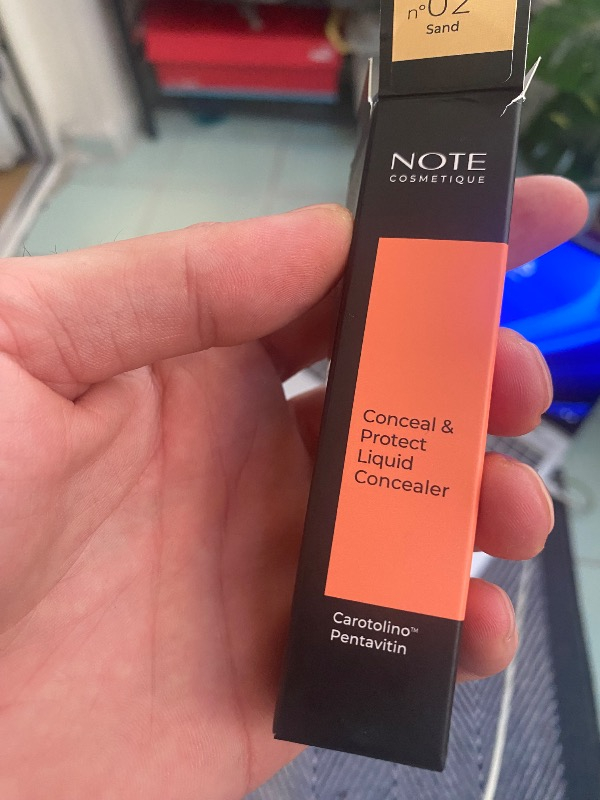 n°02
Sand
NOTE
COSMETIQUE
Conceal &
Protect
Liquid
Concealer
Carotolino™
Pentavitin